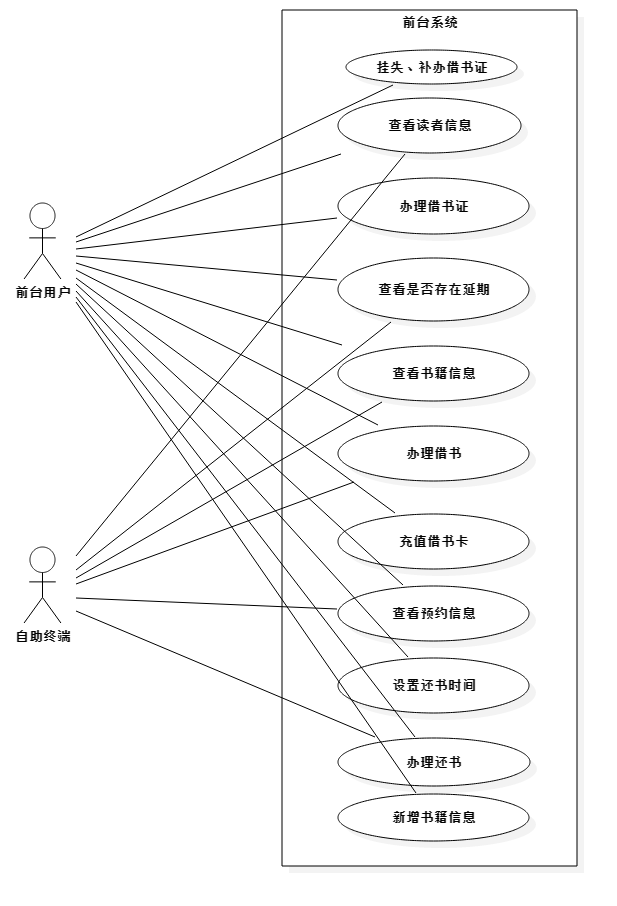 前台系统
挂失、补办借书证
查看读者信息
办理借书证
查看是否存在延期
前台用户
查看书籍信息
办理借书
充值借书卡
查看预约信息
自助终端
设置还书时间
办理还书
新增书籍信息